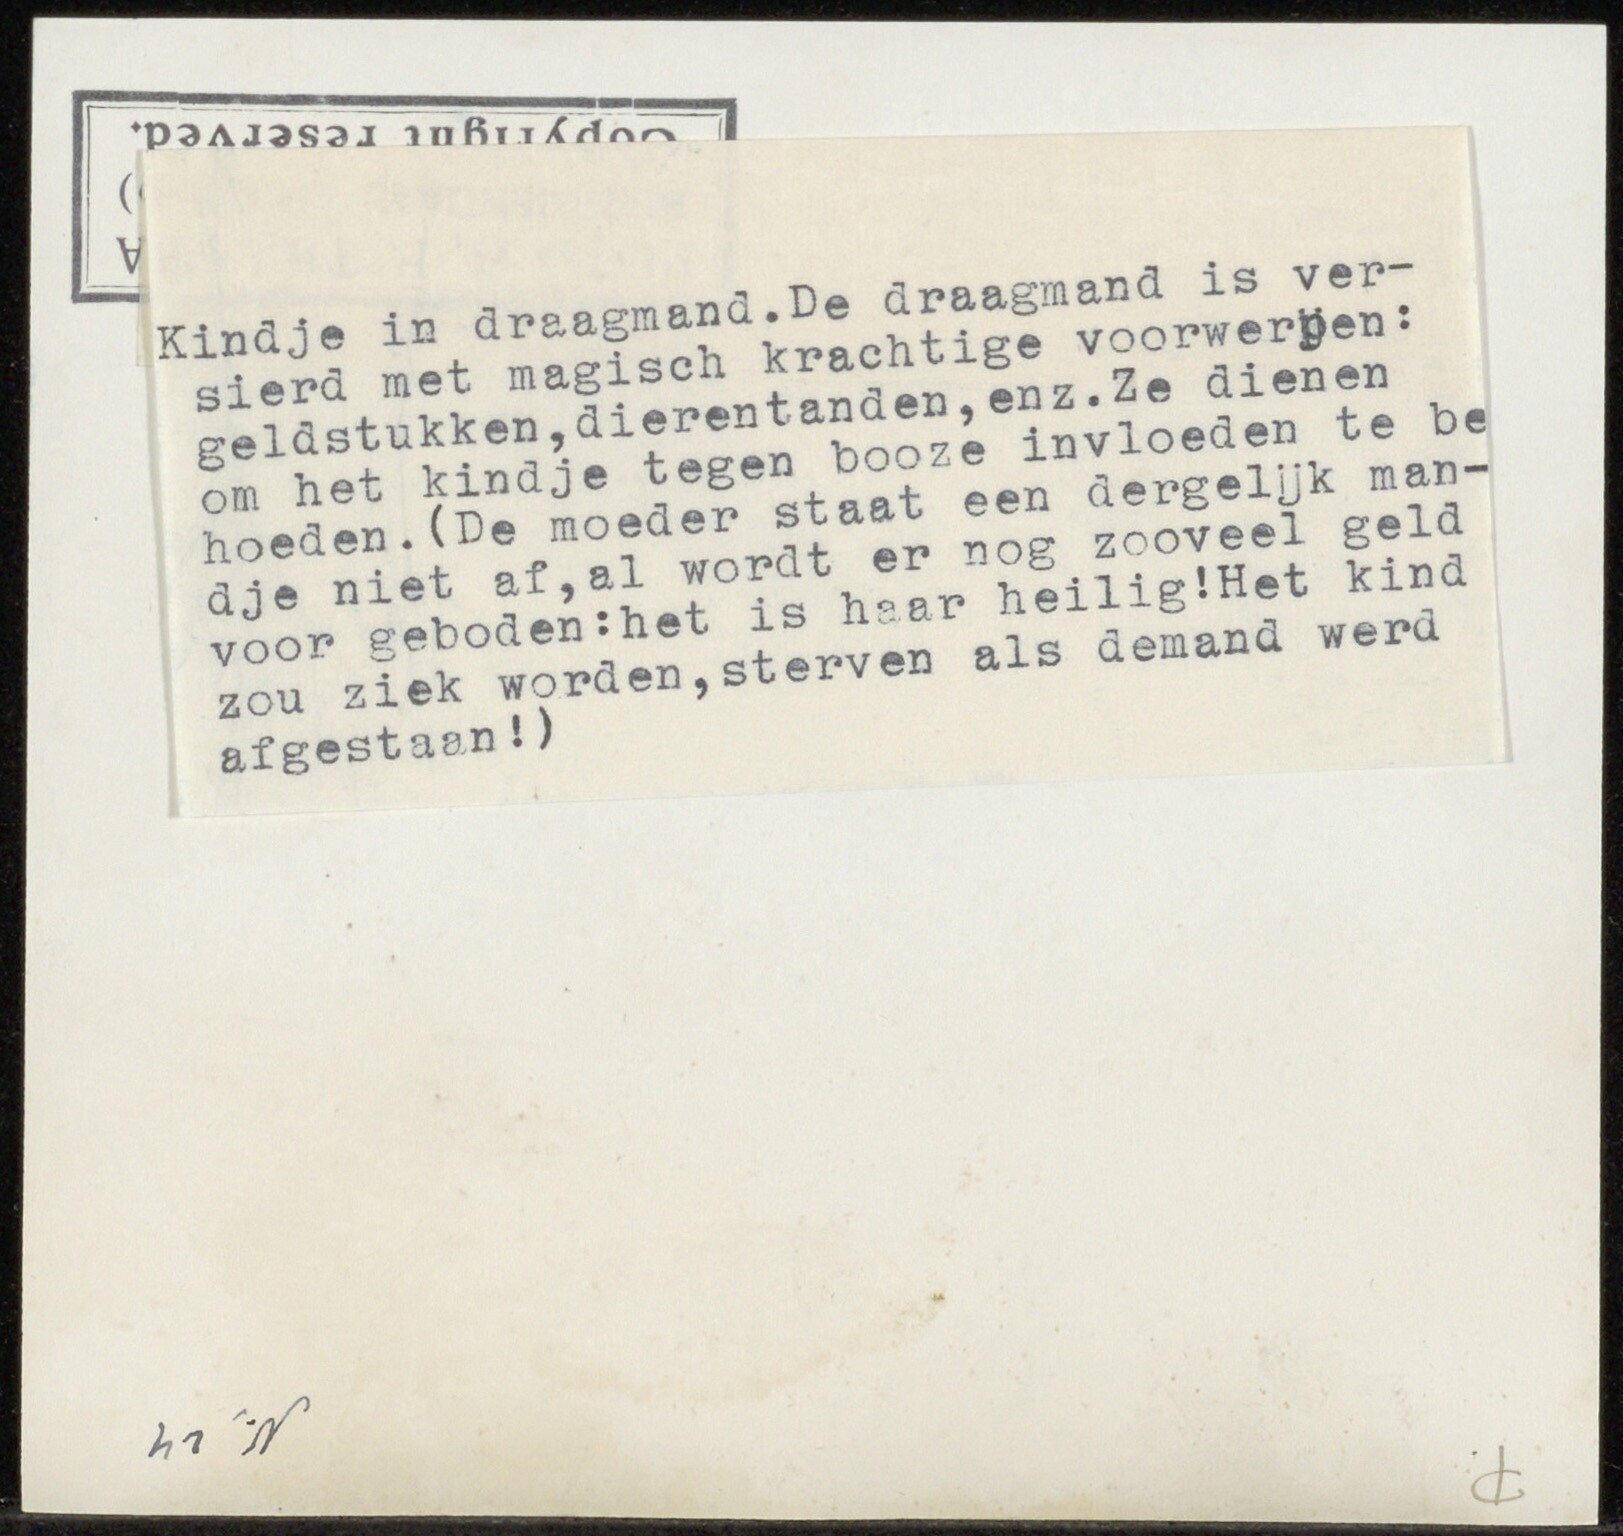 Copyright reserved.
Kindje in draagmand.De draagmand is ver-
sierd met magisch krachtige voorwerpen:
geldstukken,dierentanden,enz.Ze dienen
om het kindje tegen booze invloeden te be
hoeden.(De moeder staat een dergelijk man-
dje niet af,al wordt er nog zooveel geld
voor geboden:het is haar heilig!Het kind
zou ziek worden,sterven als demand werd
afgestaan!)